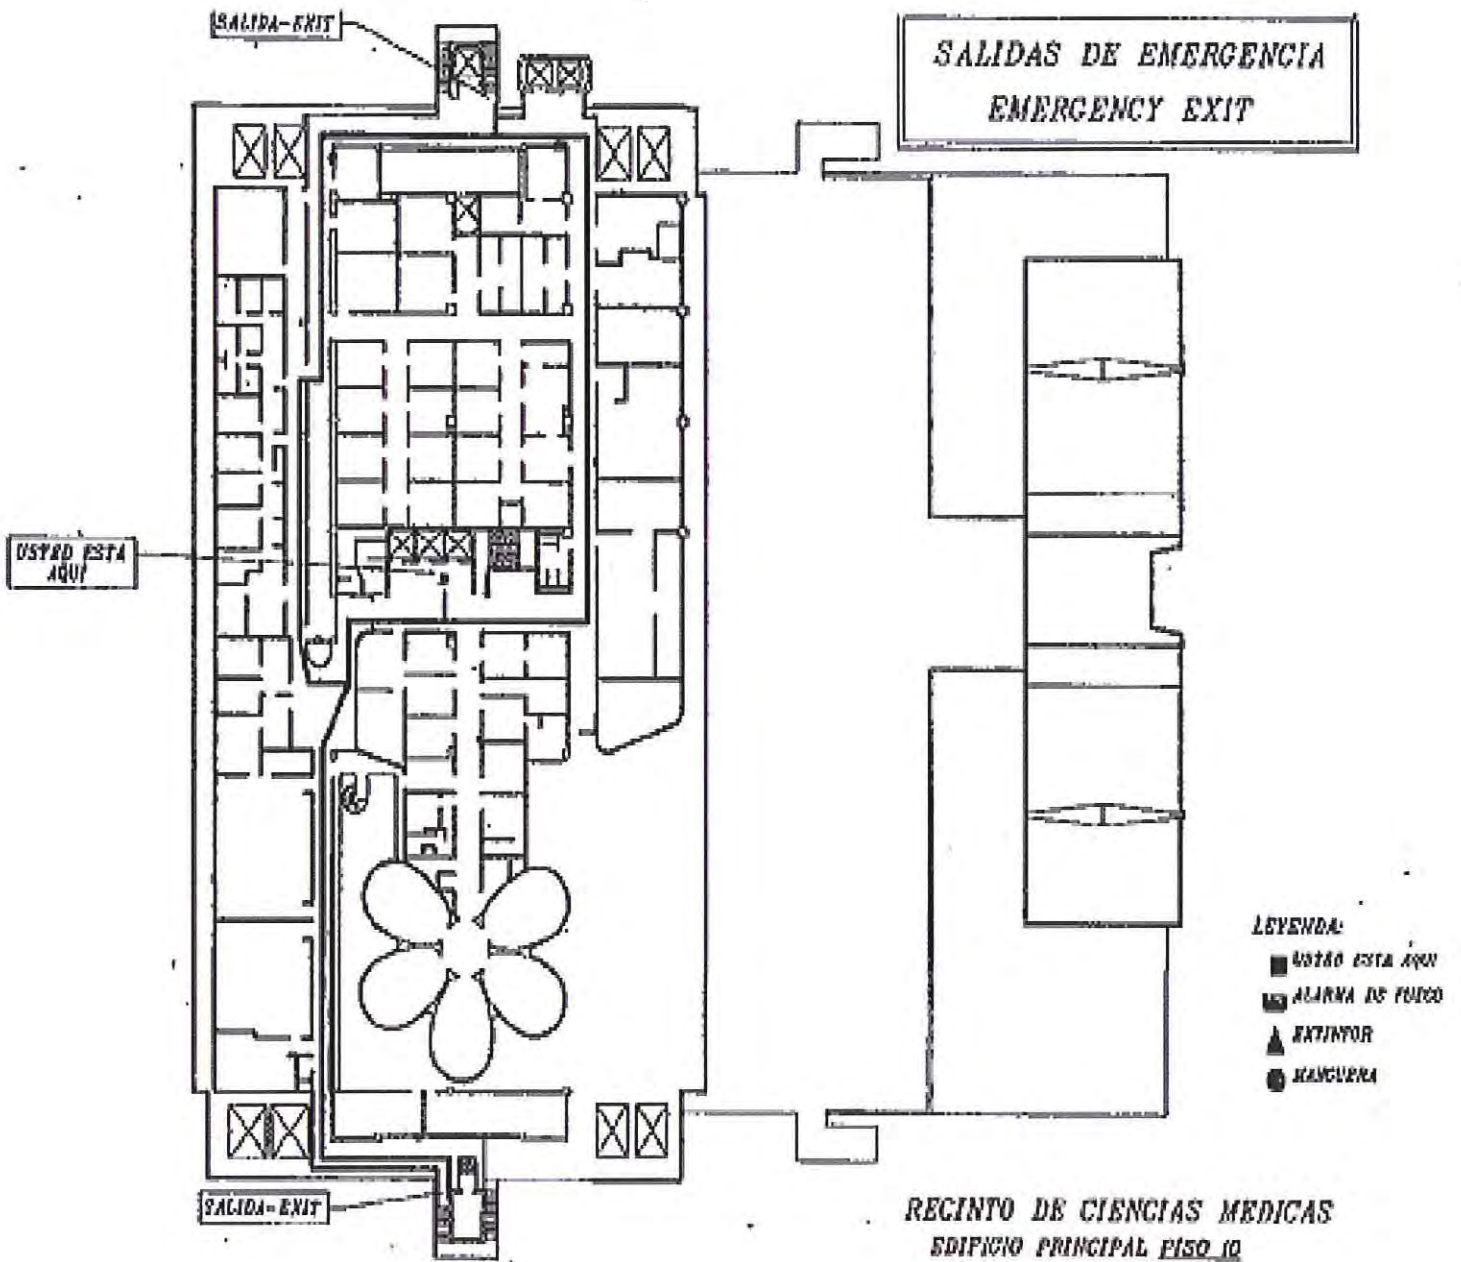 SALIDA-EXIT
SALIDAS DE EMERGENCIA
EMERGENCY EXIT
USTED ESTA
AQUI
LEYENDA:
USTED ESTA AQUI
ALARMA DE FUEGO
EXTINTOR
MANGUERA
SALIDA-EXIT
RECINTO DE CIENCIAS MEDICAS
EDIFICIO PRINCIPAL PISO 10